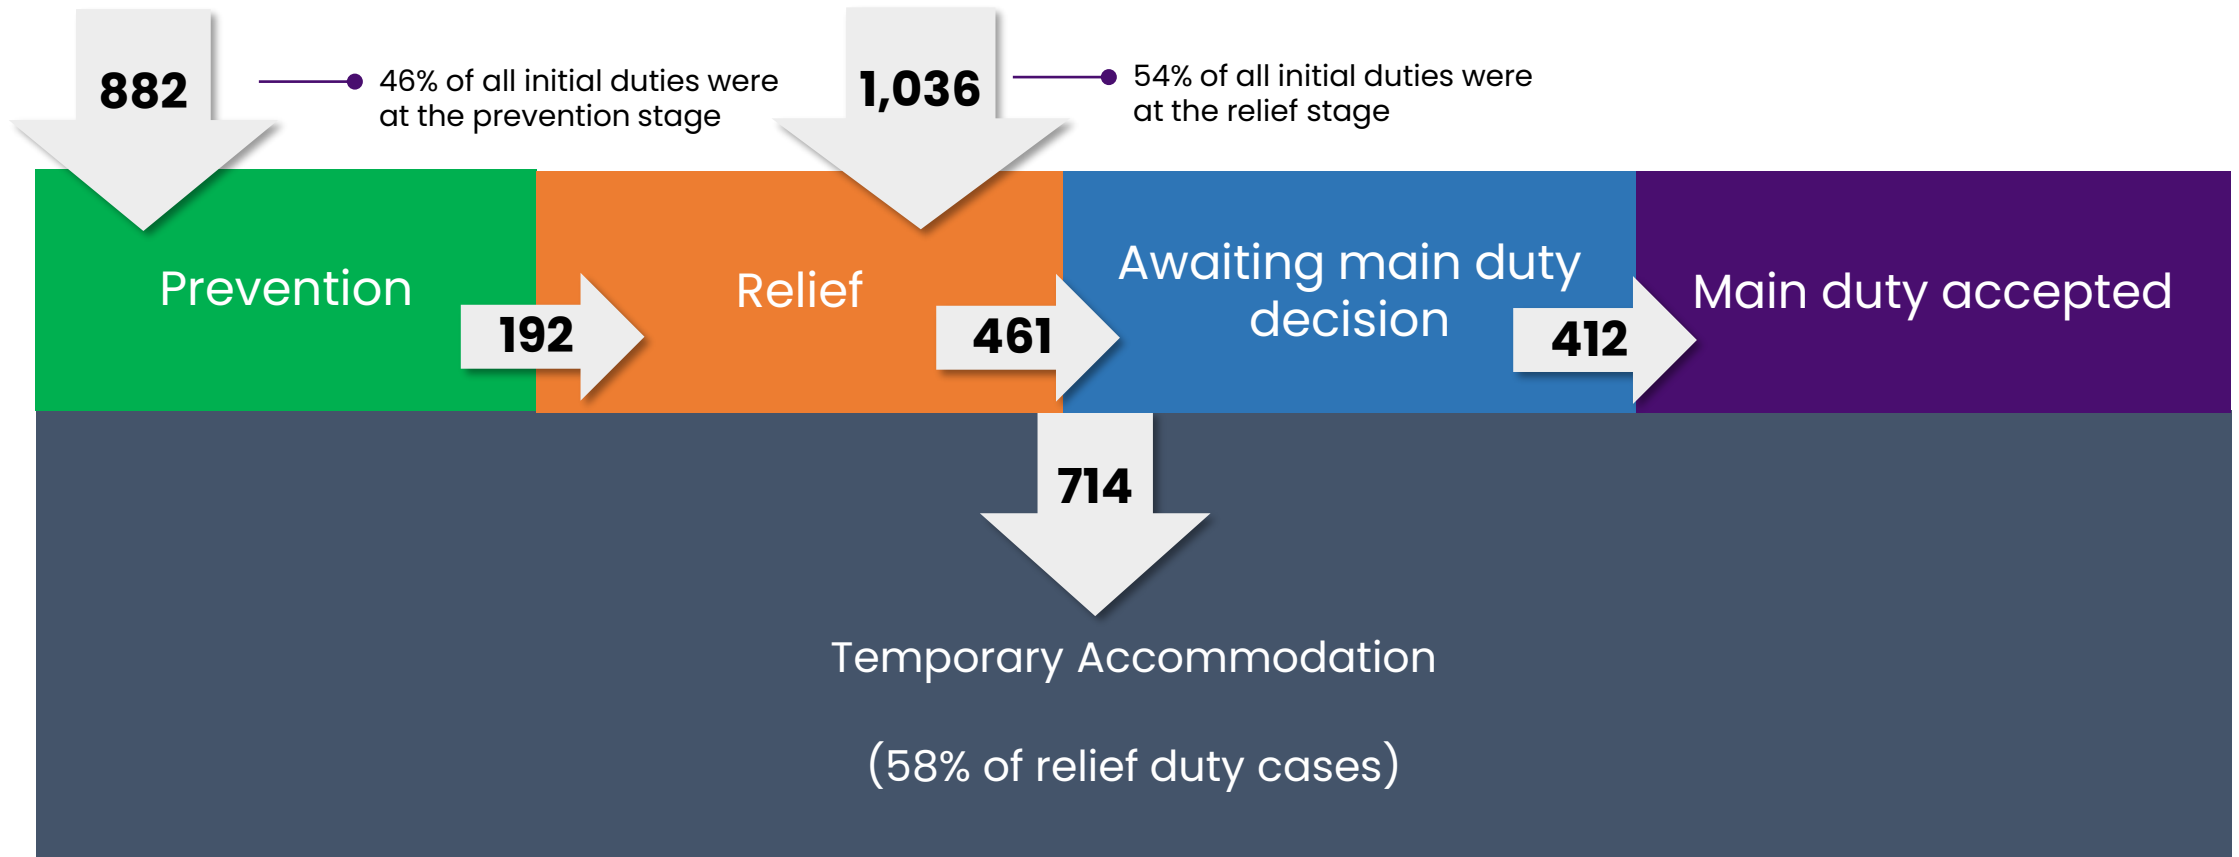 882
46% of all initial duties were
at the prevention stage
1,036
54% of all initial duties were
at the relief stage
Prevention
192
Relief
461
Awaiting main duty
decision
412
Main duty accepted
714
Temporary Accommodation
(58% of relief duty cases)